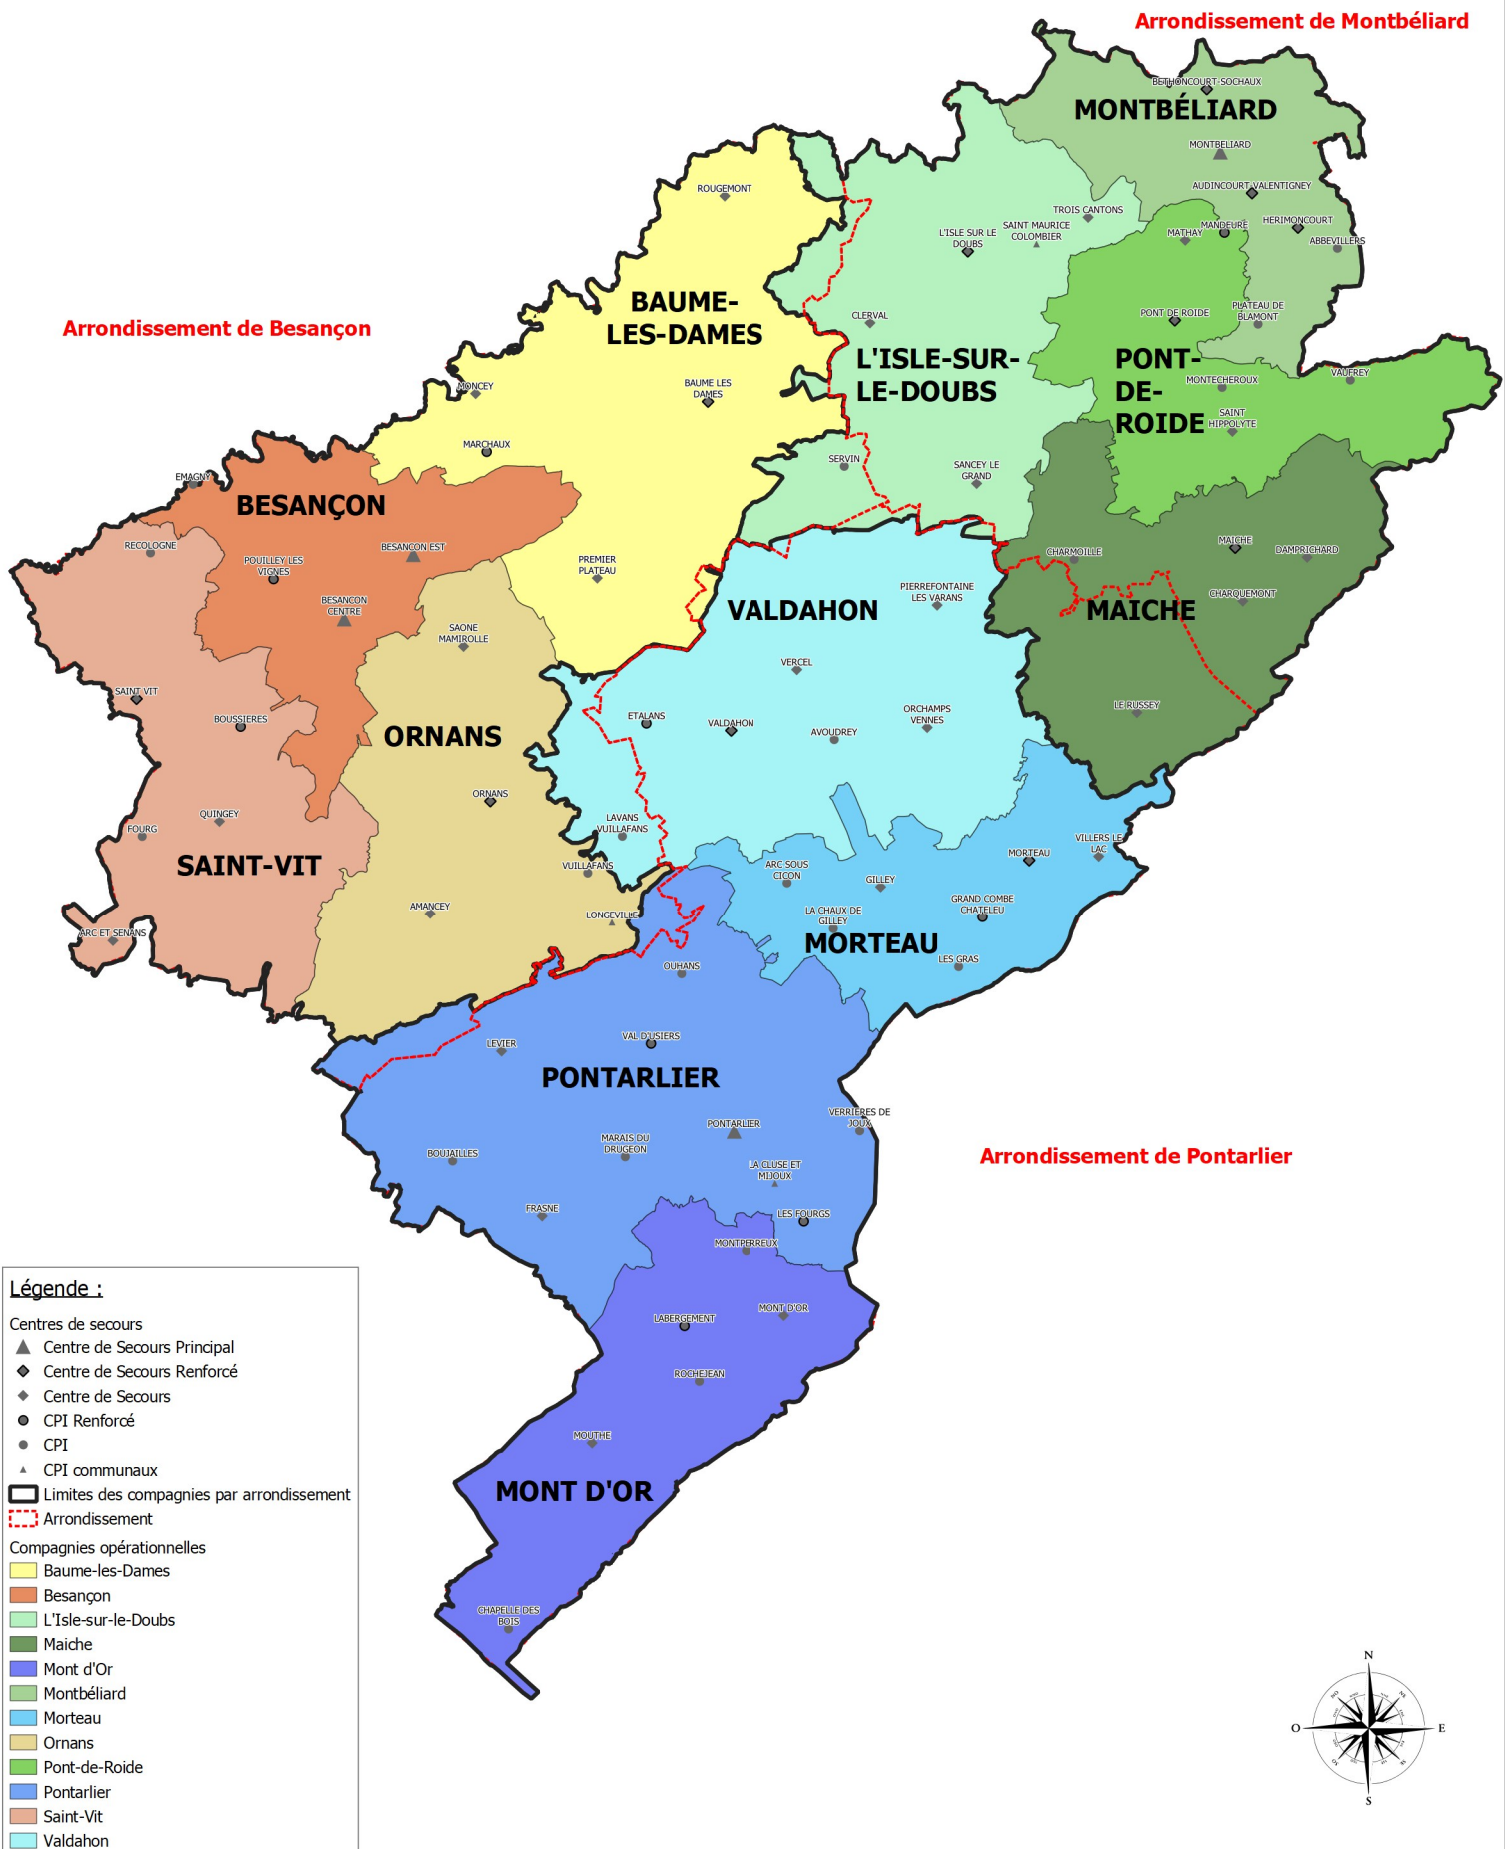 Arrondissement de Montbéliard
BETHONCOURT-SOCHAUX
MONTBÉLIARD
MONTBELIARD
ROUGEMONT
AUDINCOURT VALENTIGNEY
TROIS CANTONS
L'ISLE SUR LE
DOUBS
SAINT MAURICE
COLOMBIER
MATHAY
MANDEURE
HERIMONCOURT
ABBEVILLERS
BAUME-
LES-DAMES
Arrondissement de Besançon
CLERVAL
PONT DE ROIDE
PLATEAU DE
BLAMONT
L'ISLE-SUR-
LE-DOUBS
PONT-
DE-
ROIDE
MONCEY
BAUME LES
DAMES
MONTECHEROUX
VAUFREY
SAINT
HIPPOLYTE
MARCHAUX
SERVIN
SANCEY LE
GRAND
EMAGNY
BESANÇON
RECOLOGNE
POUILLEY LES
VIGNES
BESANCON EST
PREMIER
PLATEAU
CHARMOILLE
MAICHE
DAMPRICHARD
BESANCON
CENTRE
PIERREFONTAINE
LES VARANS
CHARQUEMONT
VALDAHON
MAICHE
SAONE
MAMIROLLE
VERCEL
SAINT VIT
BOUSSIERES
ORNANS
ETALANS
VALDAHON
AVOUDREY
ORCHAMPS
VENNES
LE RUSSEY
ORNANS
QUINGEY
FOURG
LAVANS
VUILLAFANS
SAINT-VIT
VUILLAFANS
ARC SOUS
CICON
GILLEY
MORTEAU
VILLERS LE
LAC
AMANCEY
LONGEVILLE
LA CHAUX DE
GILLEY
GRAND COMBE
CHATELEU
ARC ET SENANS
MORTEAU
LES GRAS
OUHANS
LEVIER
VAL D'USIERS
PONTARLIER
VERRIERES DE
JOUX
PONTARLIER
MARAIS DU
DRUGEON
BOUJAILLES
LA CLUSE ET
MIJOUX
Arrondissement de Pontarlier
FRASNE
LES FOURGS
MONTPERREUX
LABERGEMENT
MONT D'OR
ROCHEJEAN
MOUTHE
MONT D'OR
CHAPELLE DES
BOIS
Légende :
Centres de secours
Centre de Secours Principal
Centre de Secours Renforcé
Centre de Secours
CPI Renforcé
CPI
CPI communaux
Limites des compagnies par arrondissement
Arrondissement
Compagnies opérationnelles
Baume-les-Dames
Besançon
L'Isle-sur-le-Doubs
Maiche
Mont d'Or
Montbéliard
Morteau
Ornans
Pont-de-Roide
Pontarlier
Saint-Vit
Valdahon
N
O
E
S